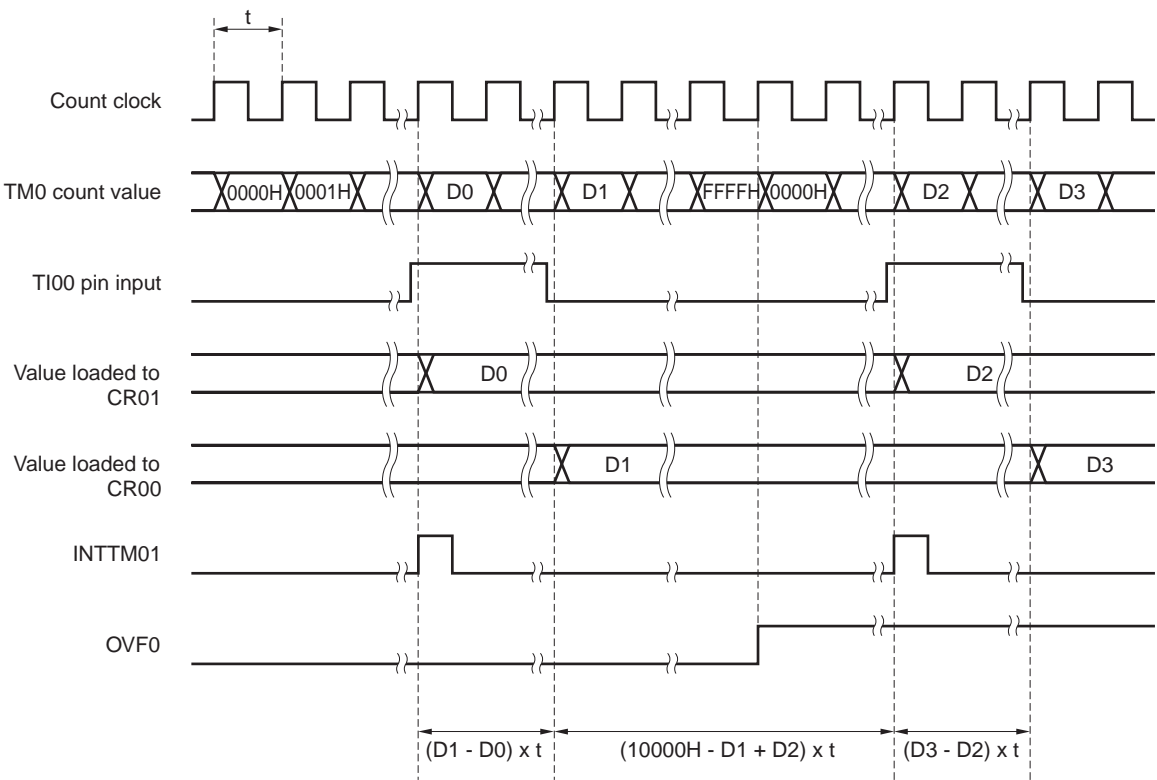 t
Count clock
TM0 count value
0000H 0001H D0 D1 FFFFH 0000H D2 D3
TI00 pin input
Value loaded to
CR01
D0 D2
Value loaded to
CR00
D1 D3
INTTM01
OVF0
(D1 - D0) x t (10000H - D1 + D2) x t (D3 - D2) x t